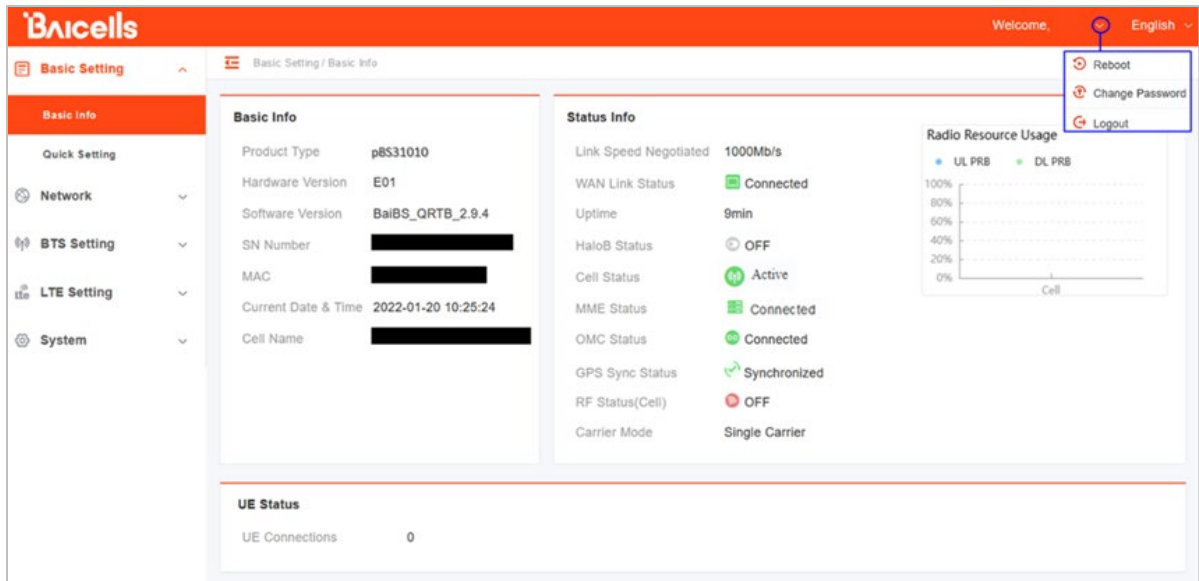 BAICELLS
Welcome,
English
Basic Setting
Basic Setting / Basic Info
Reboot
Change Password
Logout
Basic Info
Quick Setting
Network
BTS Setting
LTE Setting
System
Basic Info
Product Type pBS31010
Hardware Version E01
Software Version BaiBS_QRTB_2.9.4
SN Number
MAC
Current Date & Time 2022-01-20 10:25:24
Cell Name
Status Info
Link Speed Negotiated 1000Mb/s
WAN Link Status Connected
Uptime 9min
HaloB Status OFF
Cell Status Active
MME Status Connected
OMC Status Connected
GPS Sync Status Synchronized
RF Status(Cell) OFF
Carrier Mode Single Carrier
Radio Resource Usage
UL PRB DL PRB
100%
80%
60%
40%
20%
0%
Cell
UE Status
UE Connections 0